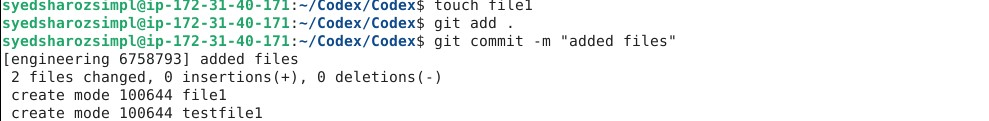 syedsharozsimpl@ip-172-31-40-171:~/Codex/Codex$ touch file1
syedsharozsimpl@ip-172-31-40-171:~/Codex/Codex$ git add .
syedsharozsimpl@ip-172-31-40-171:~/Codex/Codex$ git commit -m "added files"
[engineering 6758793] added files
 2 files changed, 0 insertions(+), 0 deletions(-)
 create mode 100644 file1
 create mode 100644 testfile1